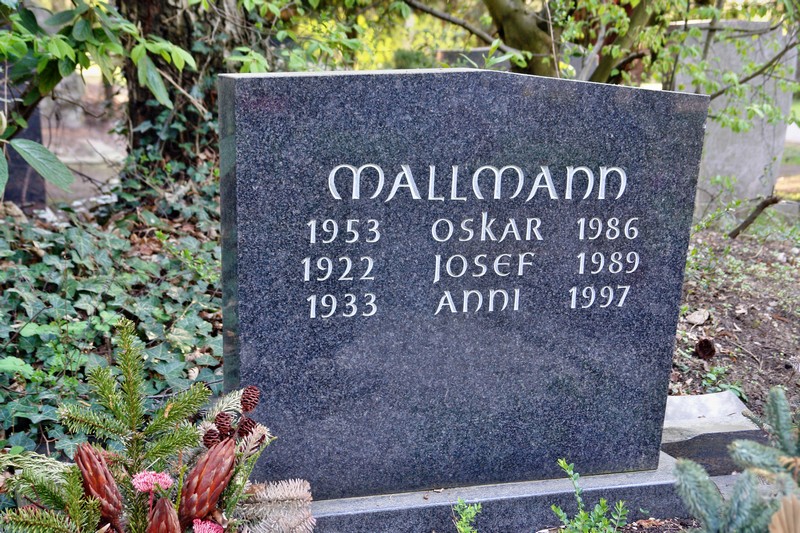 MALLMANN
1953 OSKAR 1986
1922 JOSEF 1989
1933 ANNI 1997